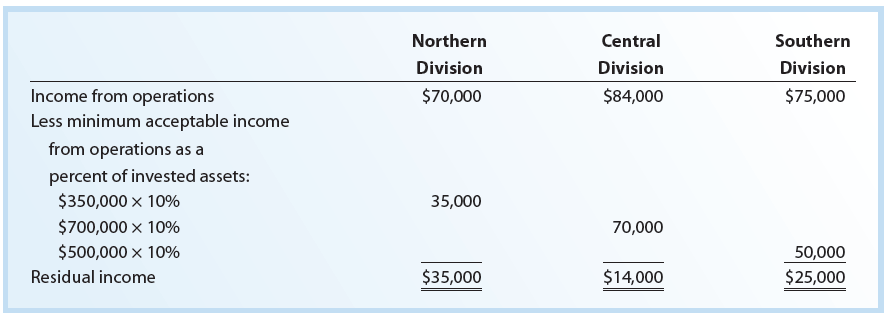 Northern Central Southern
Division Division Division
Income from operations $70,000 $84,000 $75,000
Less minimum acceptable income
from operations as a
percent of invested assets:
$350,000 × 10% 35,000
$700,000 × 10% 70,000
$500,000 × 10% 50,000
Residual income $35,000 $14,000 $25,000